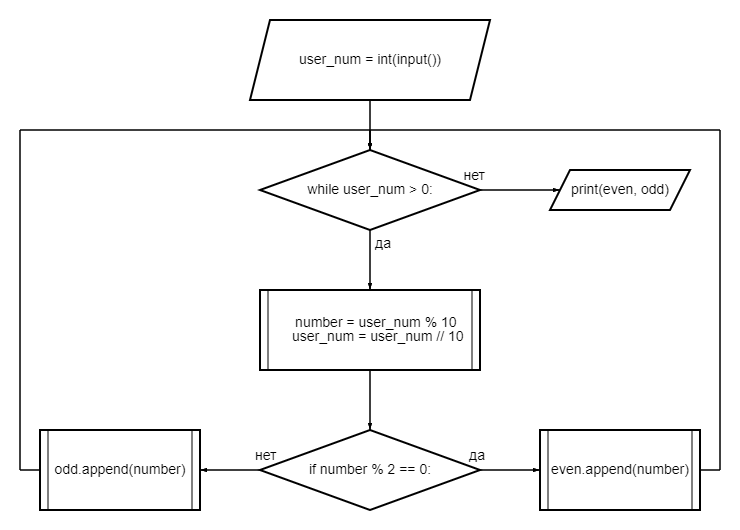 user_num = int(input())
while user_num > 0:
нет
print(even, odd)
да
number = user_num % 10
user_num = user_num // 10
нет
да
odd.append(number)
if number % 2 == 0:
even.append(number)